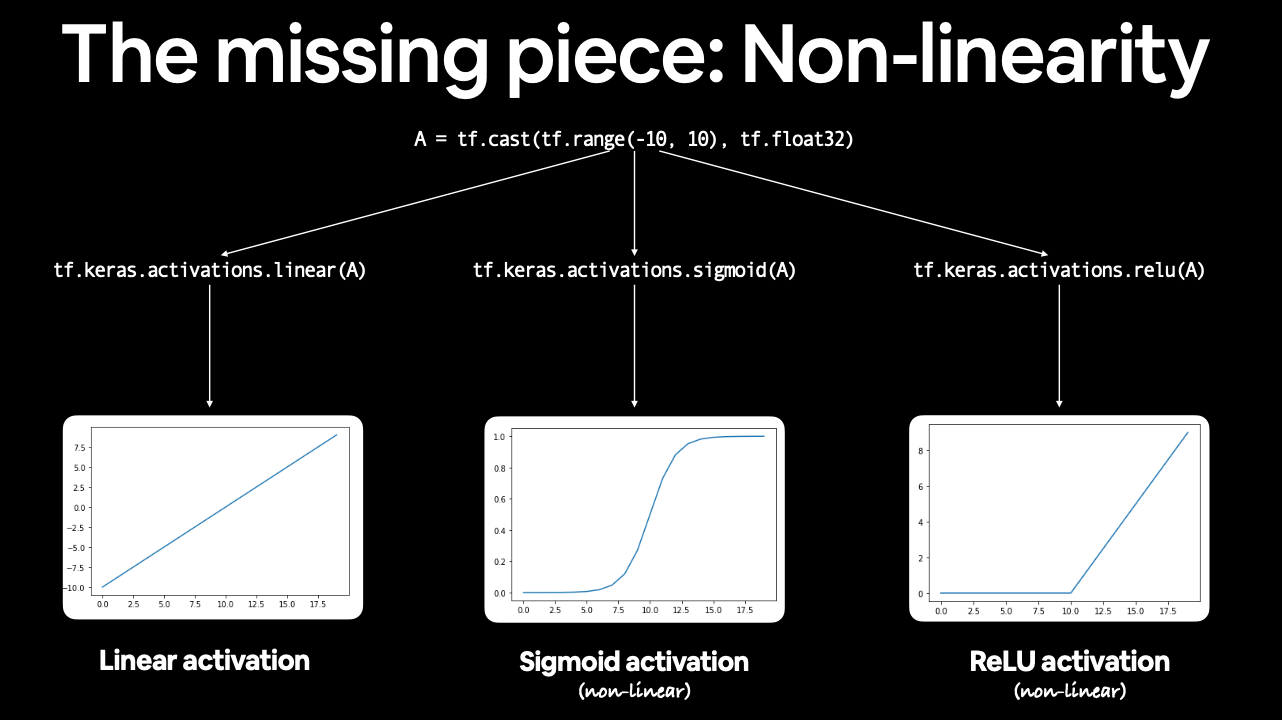 The missing piece: Non-linearity
A = tf.cast(tf.range(-10, 10), tf.float32)
tf.keras.activations.linear(A)
tf.keras.activations.sigmoid(A)
tf.keras.activations.relu(A)
7.5
5.0
2.5
0.0
−2.5
−5.0
−7.5
−10.0
0.0 2.5 5.0 7.5 10.0 12.5 15.0 17.5
1.0
0.8
0.6
0.4
0.2
0.0
0.0 2.5 5.0 7.5 10.0 12.5 15.0 17.5
8
6
4
2
0
0.0 2.5 5.0 7.5 10.0 12.5 15.0 17.5
Linear activation
Sigmoid activation
(non-linear)
ReLU activation
(non-linear)